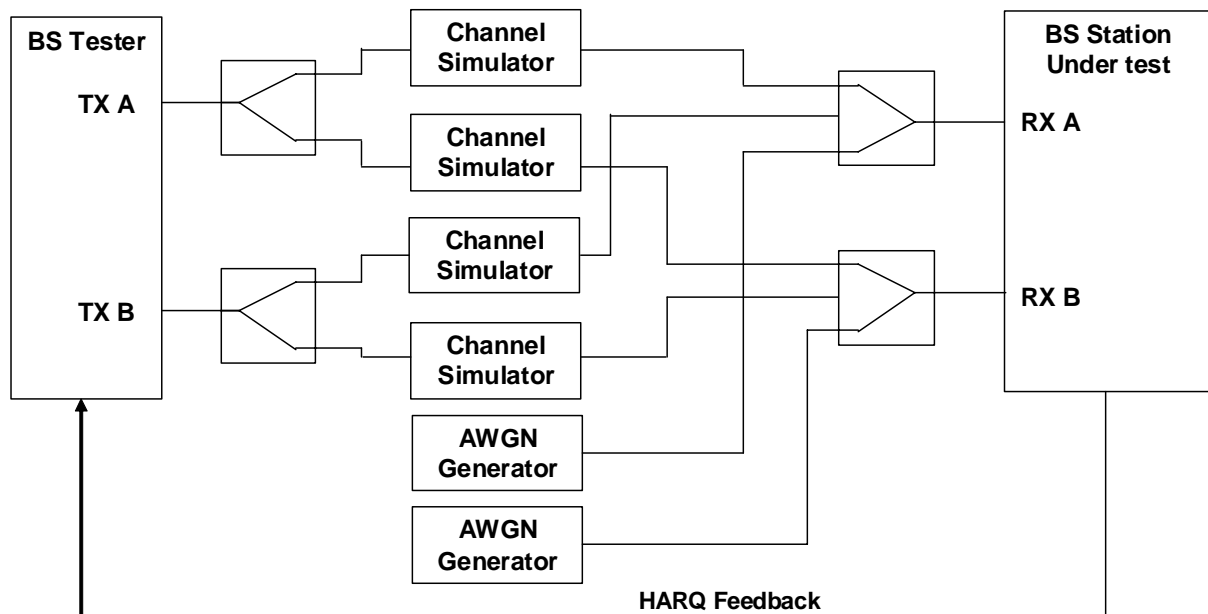 BS Tester
TX A
TX B
Channel
Simulator
Channel
Simulator
Channel
Simulator
Channel
Simulator
AWGN
Generator
AWGN
Generator
BS Station
Under test
RX A
RX B
HARQ Feedback